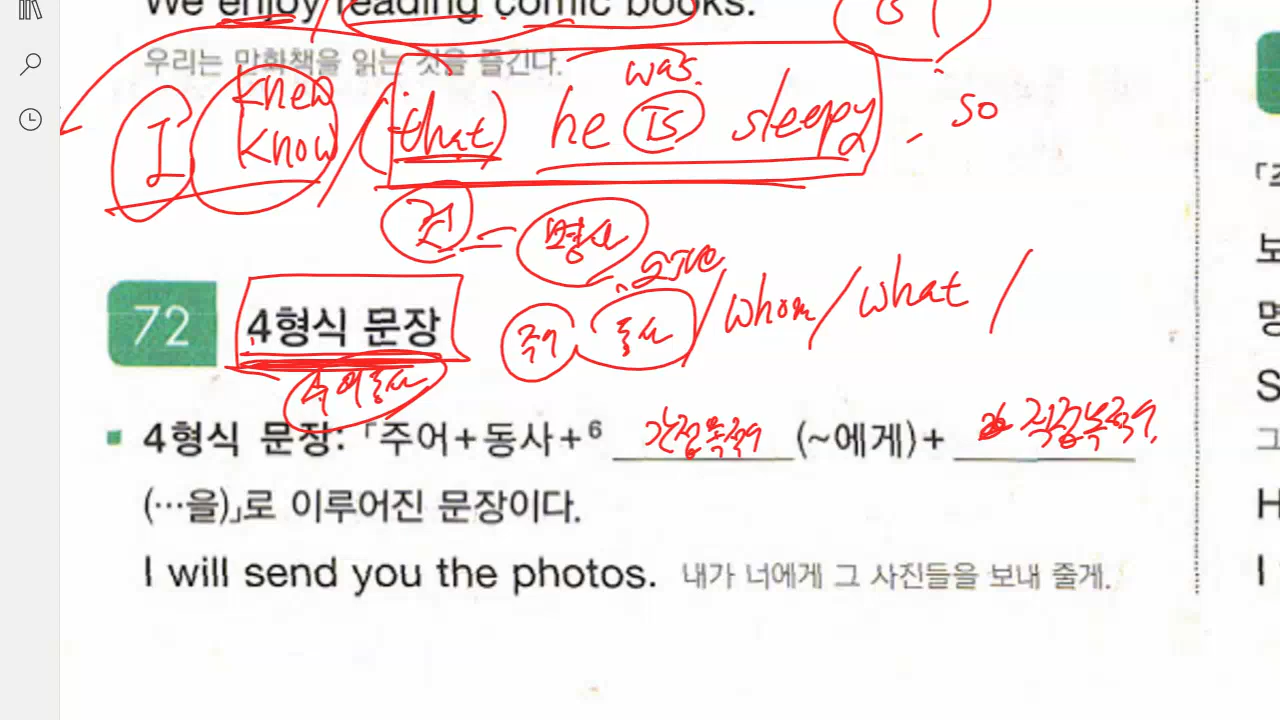 We enjoy reading comic books.
우리는 만화책을 읽는 것을 즐긴다.
was
knew
I know / (that) he is sleepy. so
것 = 명사
give
72 4형식 문장 주어 동사 / whom / what /
수여동사
4형식 문장: 「주어+동사+6 간접목적어 (~에게)+ 직접목적어
(…을)」로 이루어진 문장이다.
I will send you the photos. 내가 너에게 그 사진들을 보내 줄게.
보
명
S
그
H
I